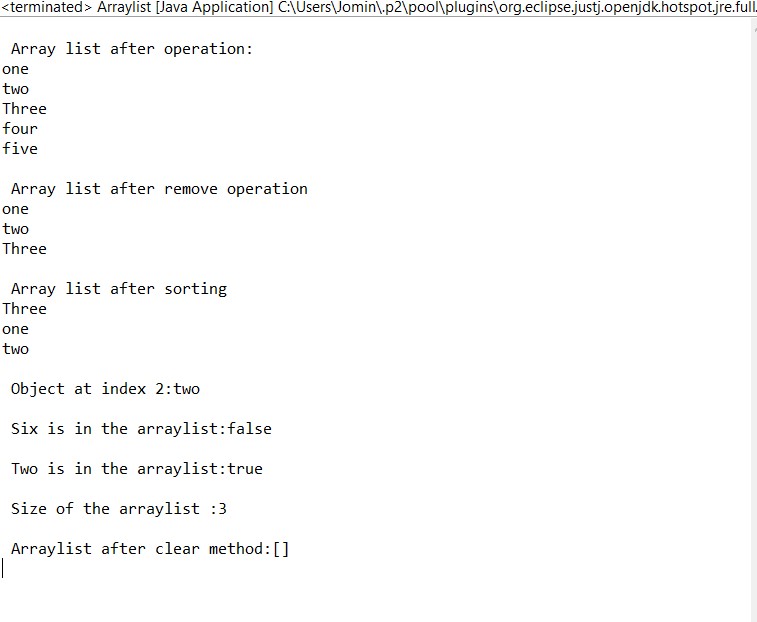 <terminated> Arraylist [Java Application] C:\Users\Jomin\.p2\pool\plugins\org.eclipse.justj.openjdk.hotspot.jre.full.
Array list after operation:
one
two
Three
four
five
Array list after remove operation
one
two
Three
Array list after sorting
Three
one
two
Object at index 2:two
Six is in the arraylist:false
Two is in the arraylist:true
Size of the arraylist :3
Arraylist after clear method:[]